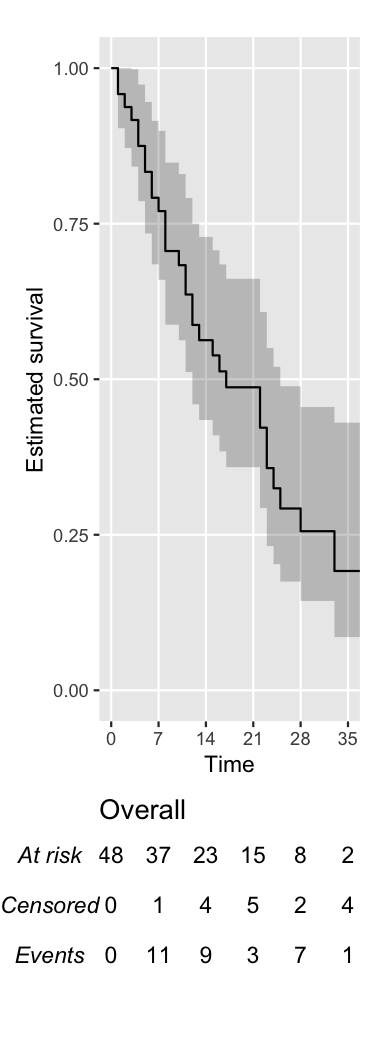 1.00
0.75
0.50
0.25
0.00
Estimated survival
0 7 14 21 28 35
Time
Overall
At risk 48 37 23 15 8 2
Censored 0 1 4 5 2 4
Events 0 11 9 3 7 1